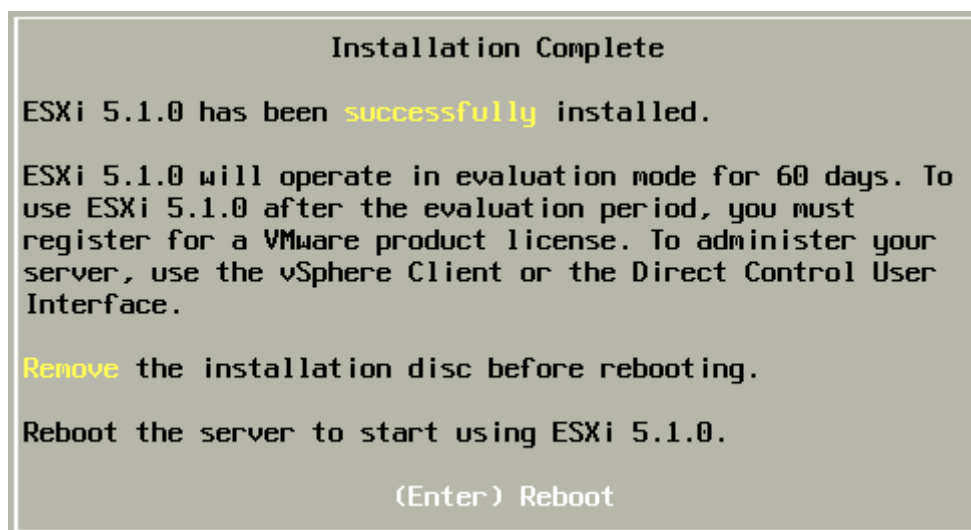 Installation Complete
ESXi 5.1.0 has been successfully installed.
ESXi 5.1.0 will operate in evaluation mode for 60 days. To
use ESXi 5.1.0 after the evaluation period, you must
register for a VMware product license. To administer your
server, use the vSphere Client or the Direct Control User
Interface.
Remove the installation disc before rebooting.
Reboot the server to start using ESXi 5.1.0.
(Enter) Reboot